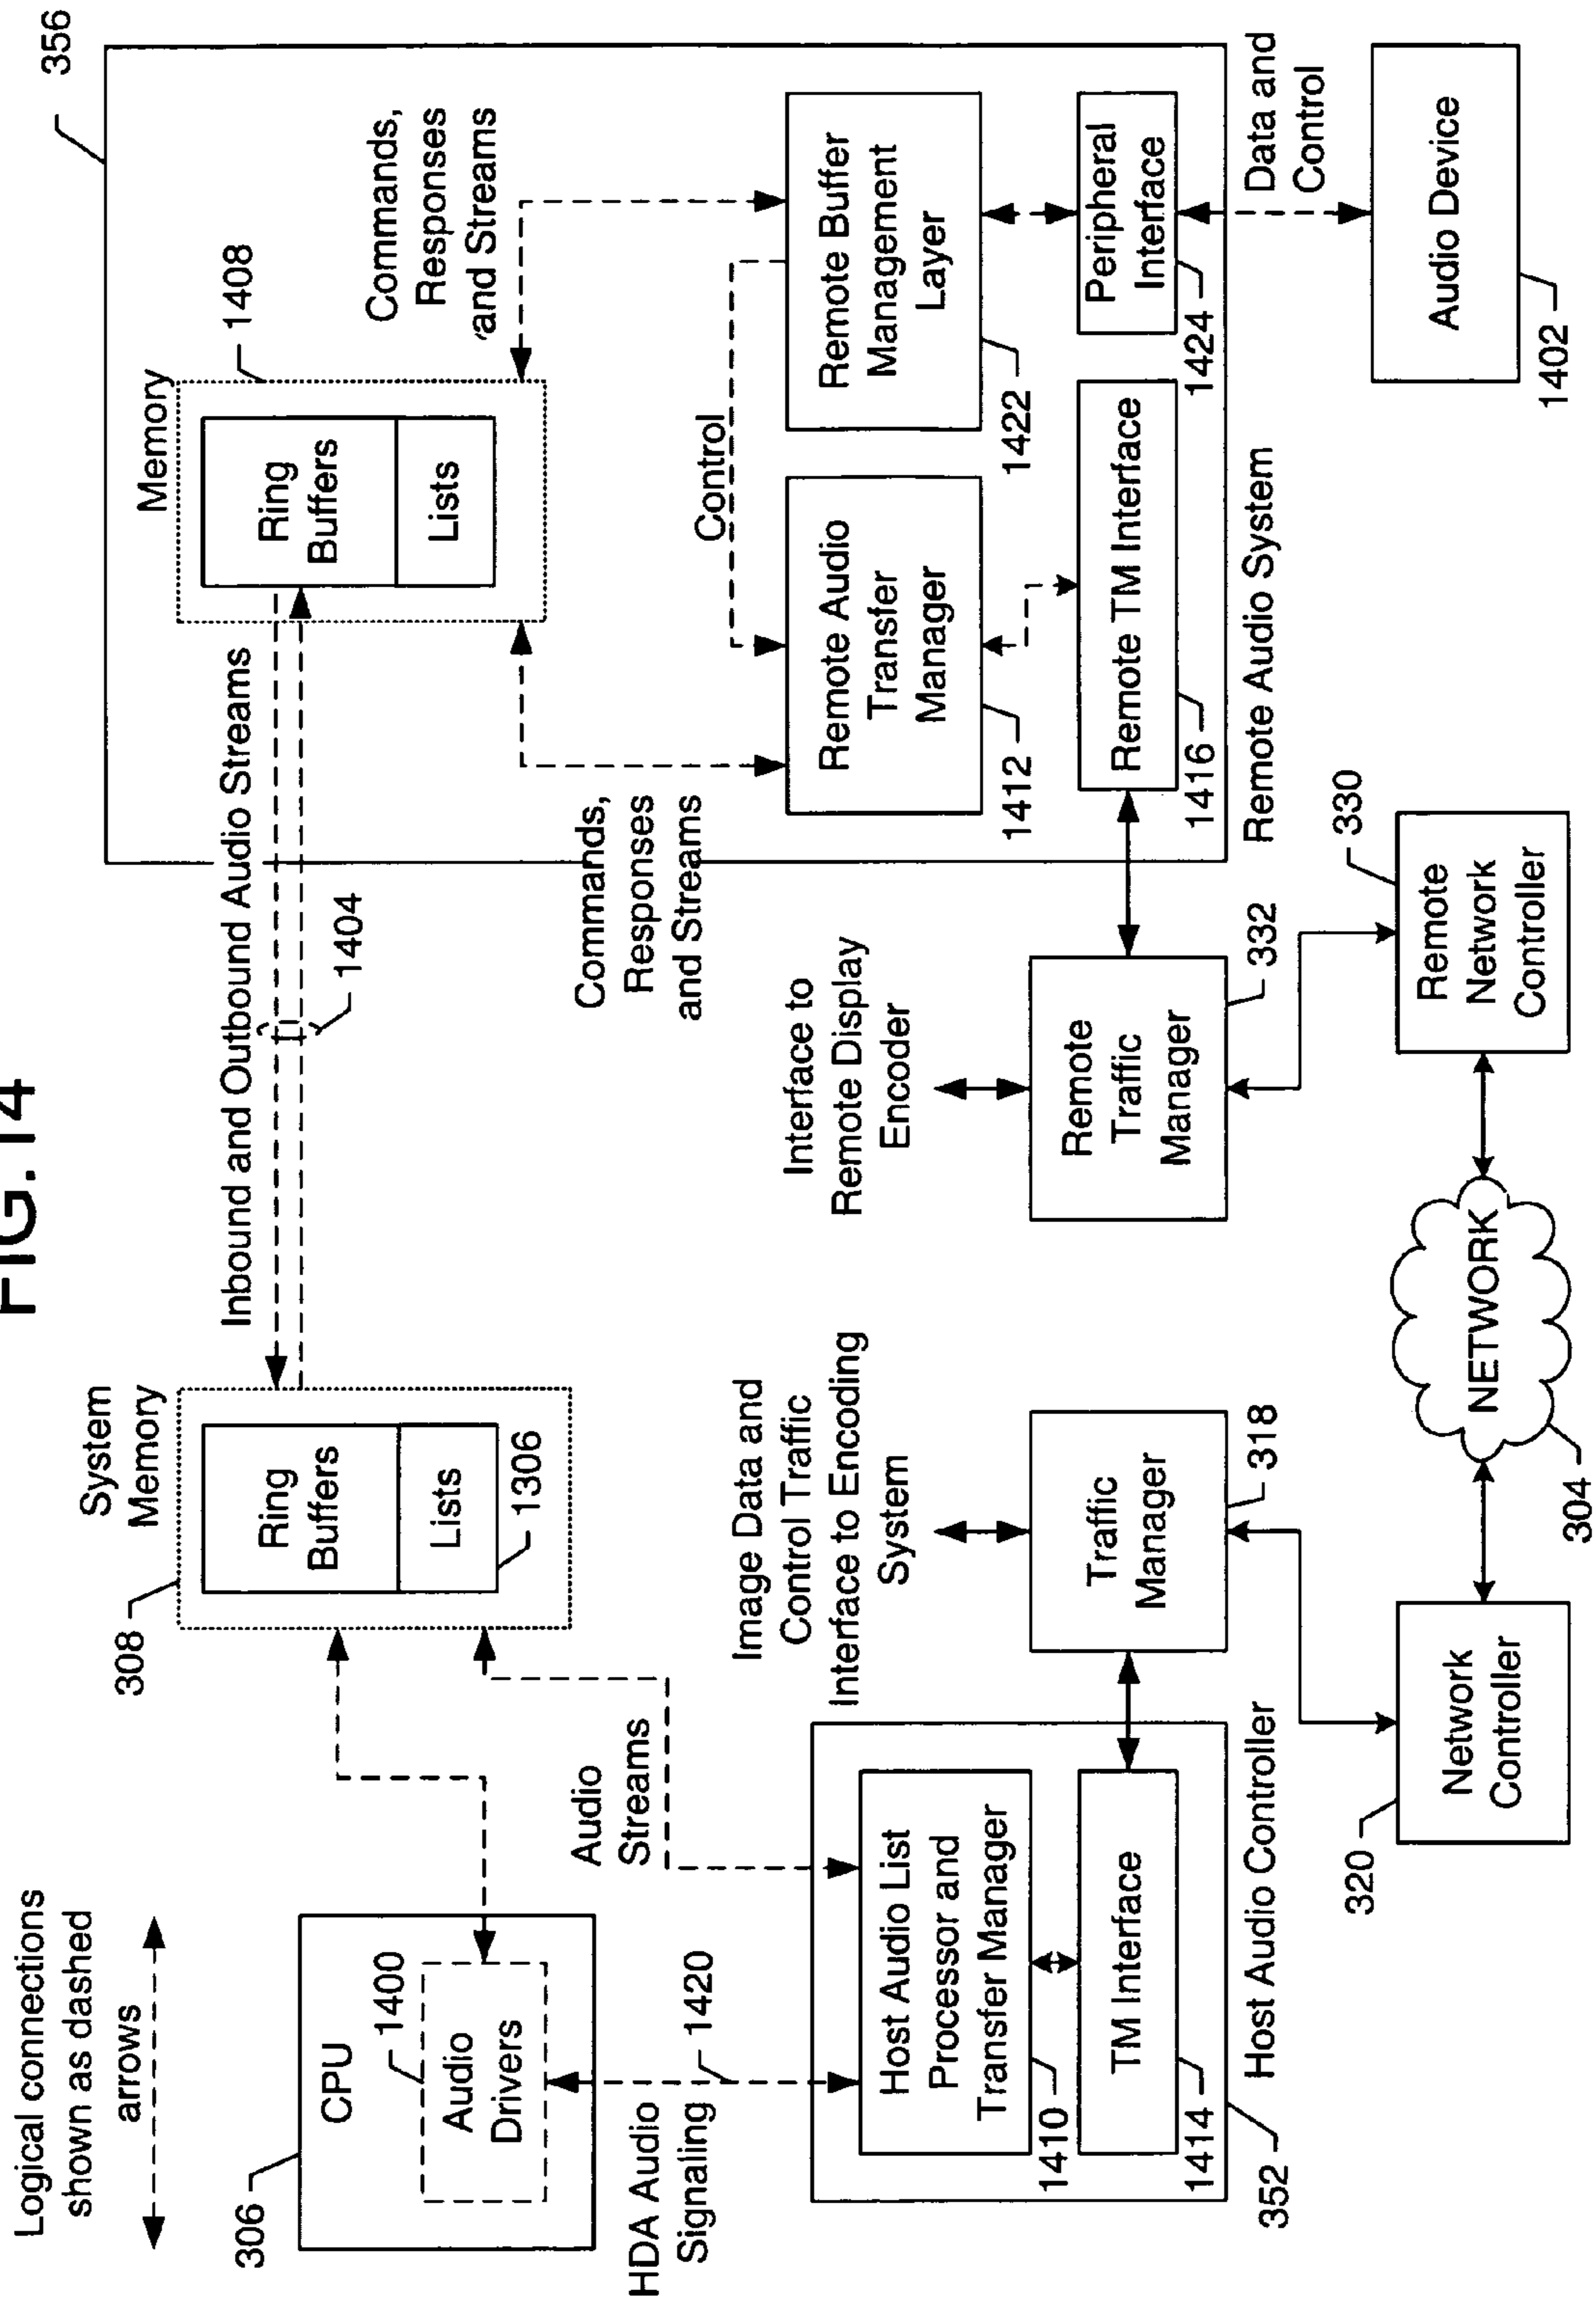 FIG.14
Logical connections
shown as dashed
arrows
306
CPU
1400
Audio
Drivers
HDA Audio
Signaling
1420
308
System
Memory
Ring
Buffers
Lists
1306
Audio
Streams
Inbound and Outbound Audio Streams
1404
Memory
1408
Ring
Buffers
Lists
356
Commands,
Responses
and Streams
Commands,
Responses
and Streams
Control
Remote Audio
Transfer
Manager
1412
Remote Buffer
Management
Layer
1422
Remote TM Interface
1416
Peripheral
Interface
1424
Remote Audio System
Data and
Control
Audio Device
1402
Host Audio List
Processor and
Transfer Manager
1410
TM Interface
1414
352
Host Audio Controller
Image Data and
Control Traffic
Interface to Encoding
System
Traffic
Manager
318
Interface to
Remote Display
Encoder
Remote
Traffic
Manager
332
320
Network
Controller
NETWORK
304
Remote
Network
Controller
330